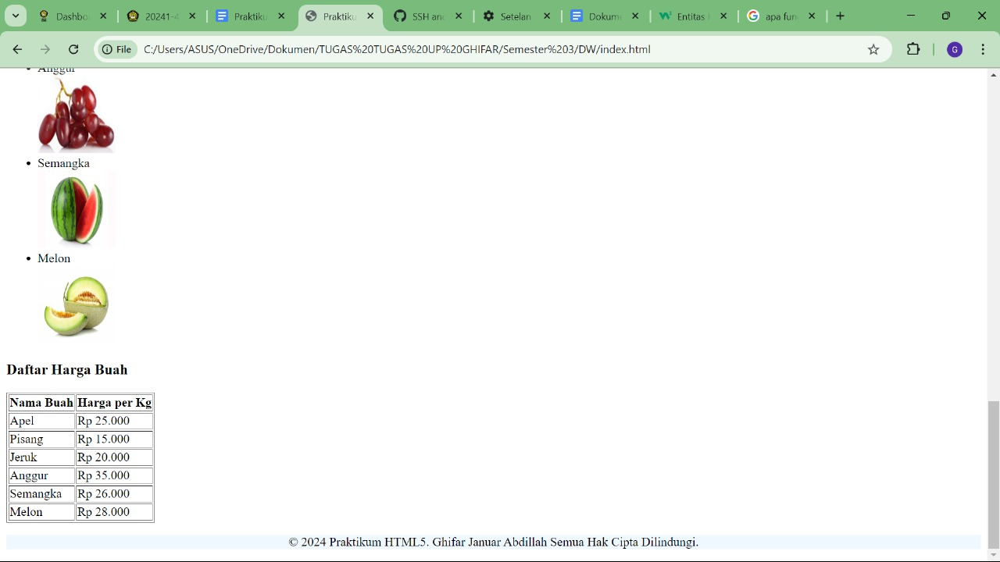 Dashbo
20241-4
Praktiku
Praktiku
SSH and
Setelan
Dokume
Entitas
apa fun
File
C:/Users/ASUS/OneDrive/Dokumen/TUGAS%20TUGAS%20UP%20GHIFAR/Semester%203/DW/index.html
G
• Anggur
• Semangka
• Melon
Daftar Harga Buah
Nama Buah Harga per Kg
Apel Rp 25.000
Pisang Rp 15.000
Jeruk Rp 20.000
Anggur Rp 35.000
Semangka Rp 26.000
Melon Rp 28.000
© 2024 Praktikum HTML5. Ghifar Januar Abdillah Semua Hak Cipta Dilindungi.